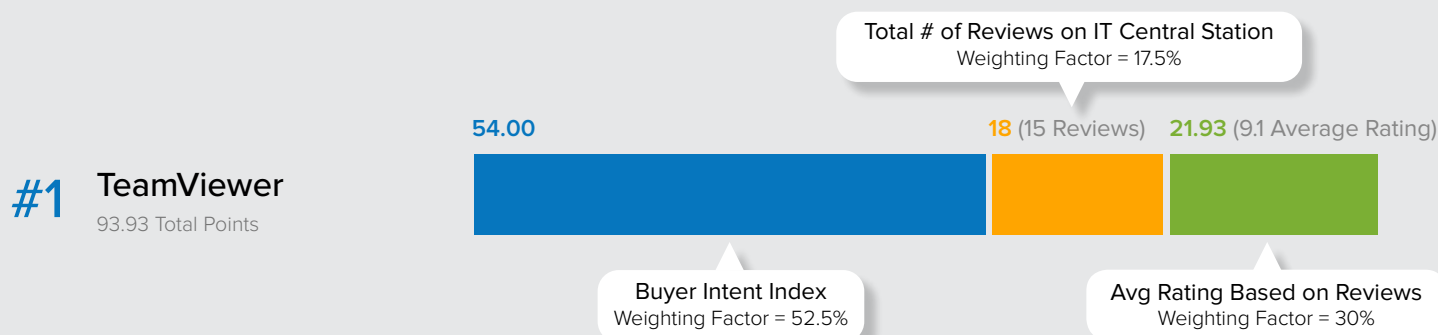 Total # of Reviews on IT Central Station
Weighting Factor = 17.5%
54.00
18 (15 Reviews)
21.93 (9.1 Average Rating)
#1
TeamViewer
93.93 Total Points
Buyer Intent Index
Weighting Factor = 52.5%
Avg Rating Based on Reviews
Weighting Factor = 30%